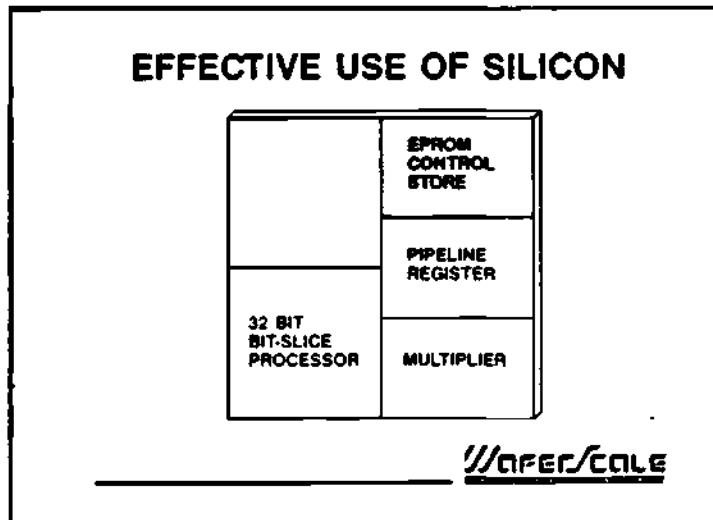 EFFECTIVE USE OF SILICON
EPROM
CONTROL
STORE
PIPELINE
REGISTER
32 BIT
BIT-SLICE
PROCESSOR
MULTIPLIER
WAFERSCALE